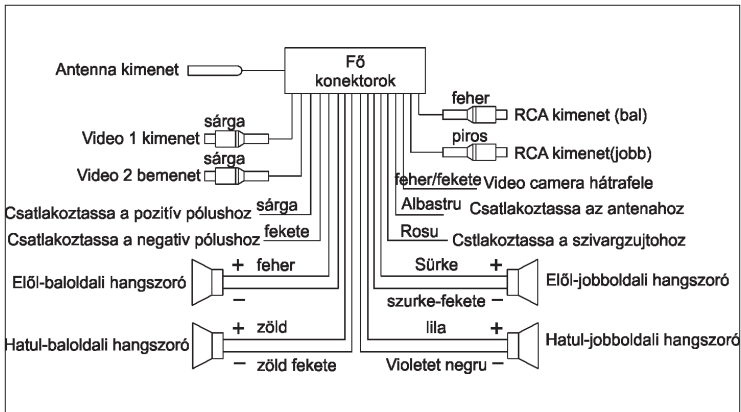 Fő
konektorok
Antenna kimenet
sárga
Video 1 kimenet
sárga
Video 2 bemenet
Csatlakoztassa a pozitív pólushoz sárga
Csatlakoztassa a negativ pólushoz fekete
+ feher
Elől-baloldali hangszoró
−
+ zöld
Hatul-baloldali hangszoró
− zöld fekete
feher
RCA kimenet (bal)
piros
RCA kimenet(jobb)
feher/fekete Video camera hátrafele
Albastru Csatlakoztassa az antenahoz
Rosu Cstlakoztassa a szivargzujtohoz
Sürke +
Elől-jobboldali hangszoró
szurke-fekete −
lila +
Hatul-jobboldali hangszoró
Violetet negru −